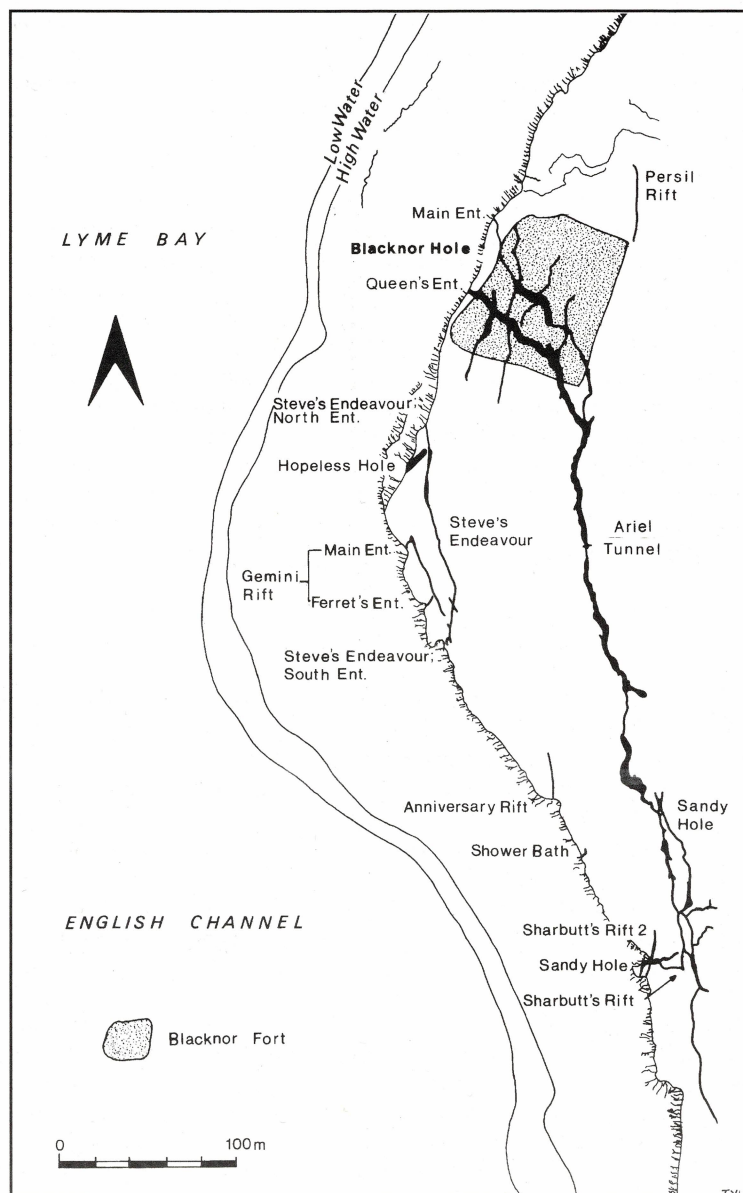 Low Water
High Water
LYME BAY
Persil
Rift
Main Ent.
Blacknor Hole
Queen's Ent.
Steve's Endeavour;
North Ent.
Hopeless Hole
Steve's
Endeavour
Ariel
Tunnel
Main Ent.
Gemini
Rift
Ferret's Ent.
Steve's Endeavour;
South Ent.
Anniversary Rift
Sandy
Hole
Shower Bath
ENGLISH CHANNEL
Sharbutt's Rift 2
Sandy Hole
Sharbutt's Rift
Blacknor Fort
0 100m